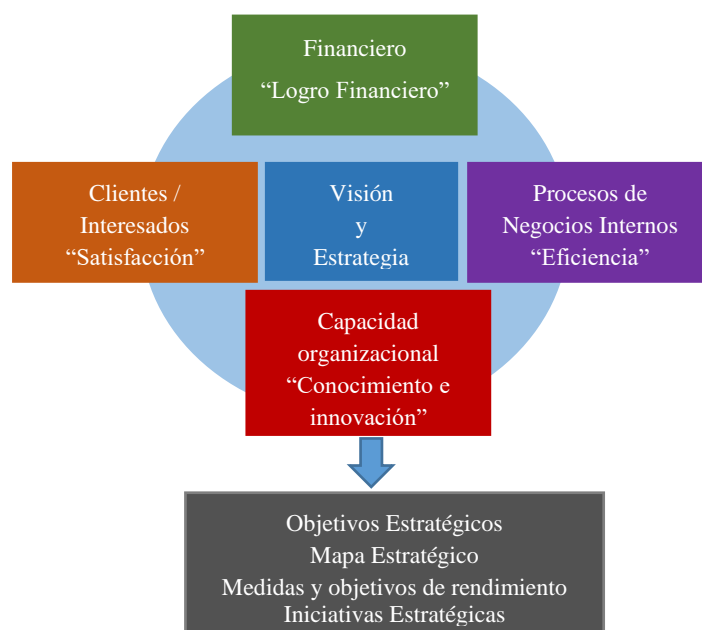 Financiero
“Logro Financiero”
Clientes /
Interesados
“Satisfacción”
Visión
y
Estrategia
Procesos de
Negocios Internos
“Eficiencia”
Capacidad
organizacional
“Conocimiento e
innovación”
Objetivos Estratégicos
Mapa Estratégico
Medidas y objetivos de rendimiento
Iniciativas Estratégicas